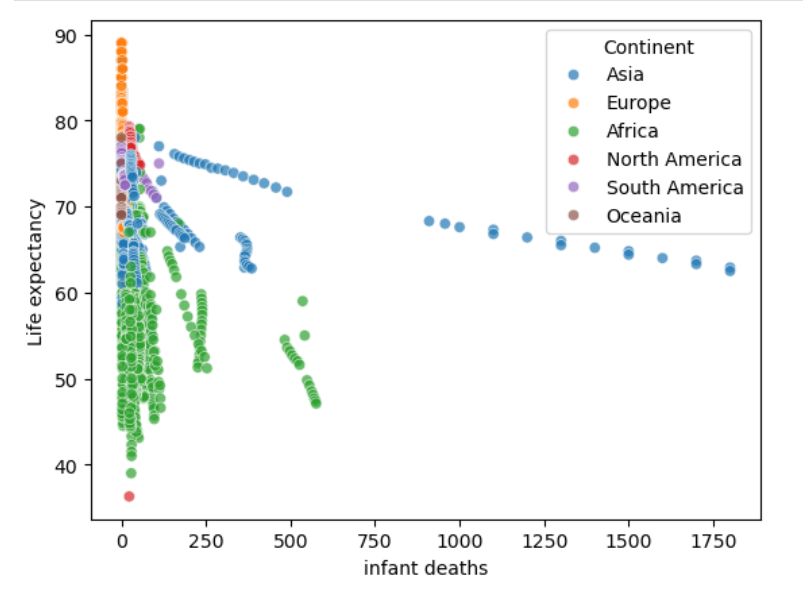 90
80
70
60
50
40
Life expectancy
0
250
500
750
1000
1250
1500
1750
infant deaths
Continent
Asia
Europe
Africa
North America
South America
Oceania